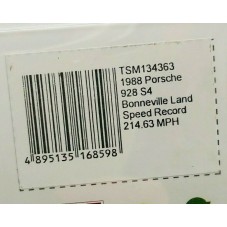 TSM134363
1988 Porsche
928 S4
Bonneville Land
Speed Record
214.63 MPH
4 895135 168598